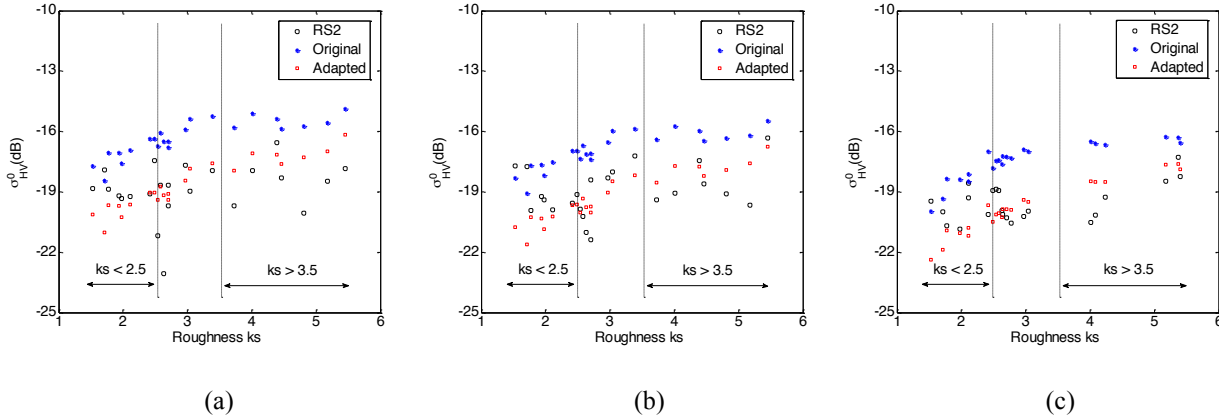 -10
-13
-16
-19
-22
-25
σ⁰HV(dB)
RS2
Original
Adapted
ks < 2.5
ks > 3.5
1 2 3 4 5 6
Roughness ks
(a)
-10
-13
-16
-19
-22
-25
σ⁰HV(dB)
RS2
Original
Adapted
ks < 2.5
ks > 3.5
1 2 3 4 5 6
Roughness ks
(b)
-10
-13
-16
-19
-22
-25
σ⁰HV(dB)
RS2
Original
Adapted
ks < 2.5
ks > 3.5
1 2 3 4 5 6
Roughness ks
(c)